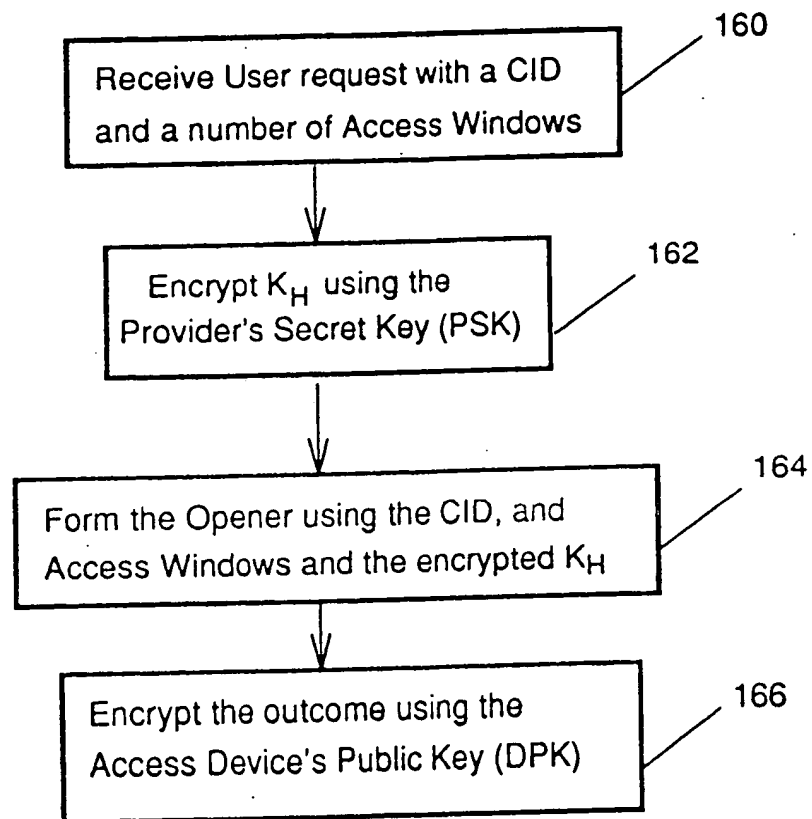 160
Receive User request with a CID
and a number of Access Windows
162
Encrypt K_H using the
Provider's Secret Key (PSK)
164
Form the Opener using the CID, and
Access Windows and the encrypted K_H
166
Encrypt the outcome using the
Access Device's Public Key (DPK)